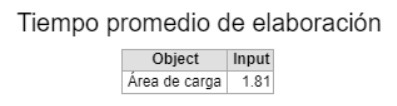 Tiempo promedio de elaboración
Object Input
Área de carga 1.81